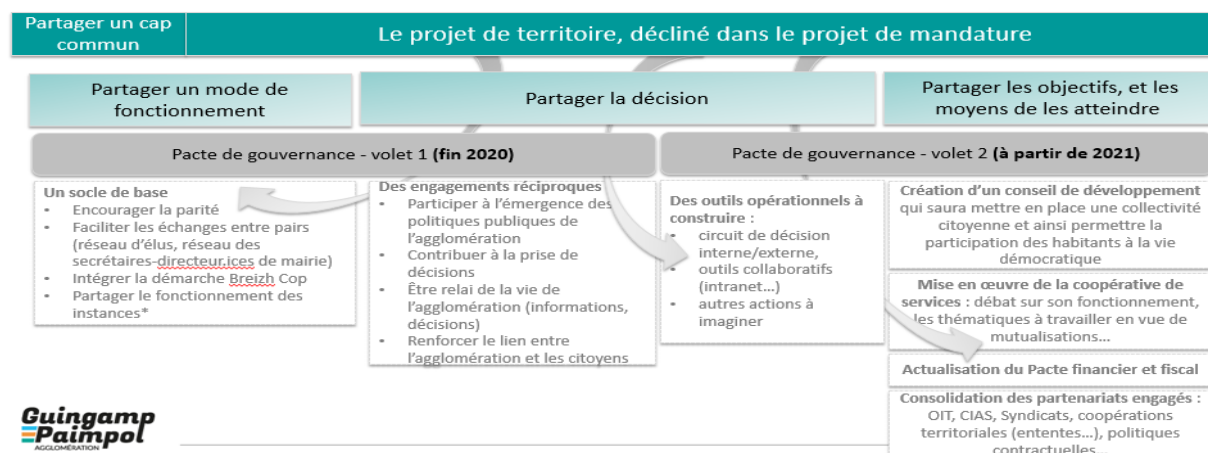 Partager un cap
commun
Le projet de territoire, décliné dans le projet de mandature
Partager un mode de
fonctionnement
Partager la décision
Partager les objectifs, et les
moyens de les atteindre
Pacte de gouvernance - volet 1 (fin 2020)
Pacte de gouvernance - volet 2 (à partir de 2021)
Un socle de base
• Encourager la parité
• Faciliter les échanges entre pairs
(réseau d'élus, réseau des
secrétaires-directeur.ices de mairie)
• Intégrer la démarche Breizh Cop
• Partager le fonctionnement des
instances*
Des engagements réciproques
• Participer à l'émergence des
politiques publiques de
l'agglomération
• Contribuer à la prise de
décisions
• Être relai de la vie de
l'agglomération (informations,
décisions)
• Renforcer le lien entre
l'agglomération et les citoyens
Des outils opérationnels à
construire :
• circuit de décision
interne/externe,
• outils collaboratifs
(intranet...)
• autres actions à
imaginer
Création d'un conseil de développement
qui saura mettre en place une collectivité
citoyenne et ainsi permettre la
participation des habitants à la vie
démocratique
Mise en œuvre de la coopérative de
services : débat sur son fonctionnement,
les thématiques à travailler en vue de
mutualisations...
Actualisation du Pacte financier et fiscal
Consolidation des partenariats engagés :
OIT, CIAS, Syndicats, coopérations
territoriales (ententes...), politiques
contractuelles...
Guingamp
Paimpol
AGGLOMÉRATION